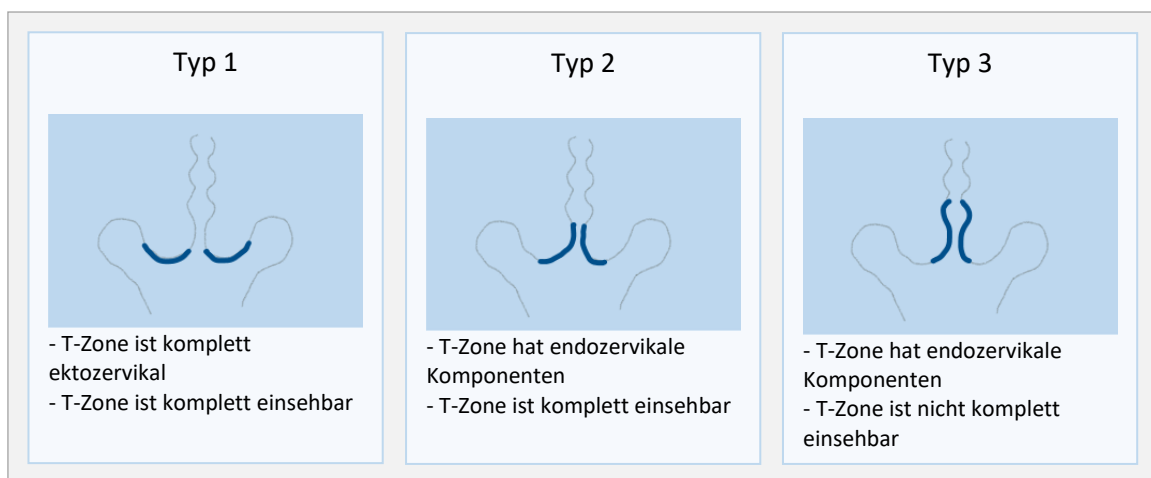 Typ 1
- T-Zone ist komplett
ektozervikal
- T-Zone ist komplett einsehbar
Typ 2
- T-Zone hat endozervikale
Komponenten
- T-Zone ist komplett einsehbar
Typ 3
- T-Zone hat endozervikale
Komponenten
- T-Zone ist nicht komplett
einsehbar